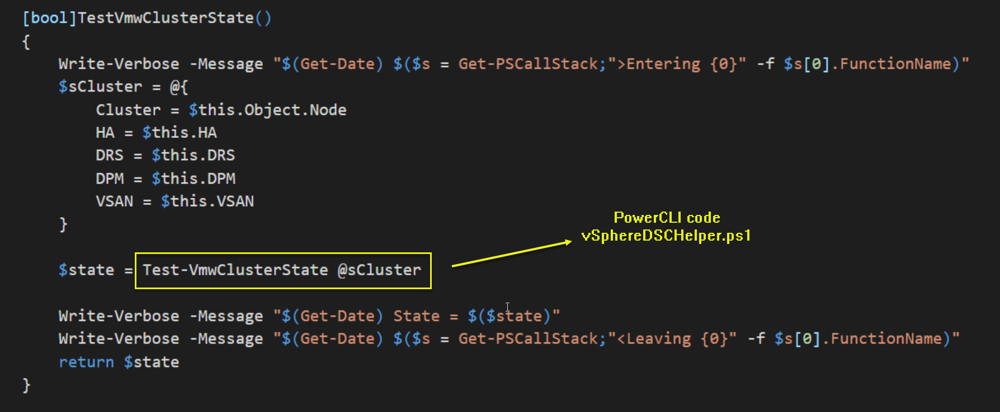 [bool]TestVmwClusterState()
{
    Write-Verbose -Message "$(Get-Date) $($s = Get-PSCallStack;">Entering {0}" -f $s[0].FunctionName)"
    $sCluster = @{
        Cluster = $this.Object.Node
        HA = $this.HA
        DRS = $this.DRS
        DPM = $this.DPM
        VSAN = $this.VSAN
    }
PowerCLI code
vSphereDSCHelper.ps1
    $state = Test-VmwClusterState @sCluster
    Write-Verbose -Message "$(Get-Date) State = $($state)"
    Write-Verbose -Message "$(Get-Date) $($s = Get-PSCallStack;"<Leaving {0}" -f $s[0].FunctionName)"
    return $state
}